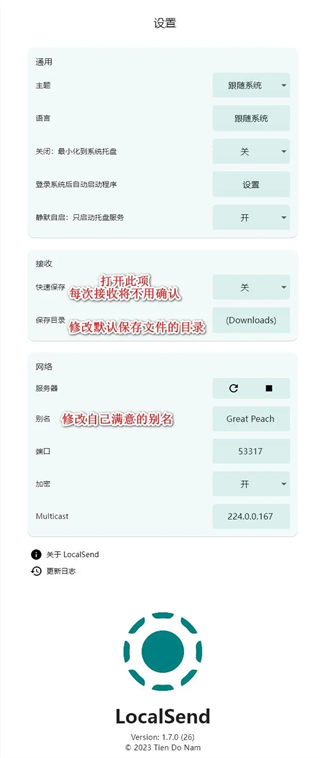 设置
通用
主题 跟随系统
语言 跟随系统
关闭：最小化到系统托盘 关
登录系统后自动启动程序 设置
静默自启：只启动托盘服务 开
接收
打开此项
快速保存 每次接收将不用确认 关
保存目录 修改默认保存文件的目录 (Downloads)
网络
服务器
别名 修改自己满意的别名 Great Peach
端口 53317
加密 开
Multicast 224.0.0.167
关于 LocalSend
更新日志
LocalSend
Version: 1.7.0 (26)
© 2023 Tien Do Nam